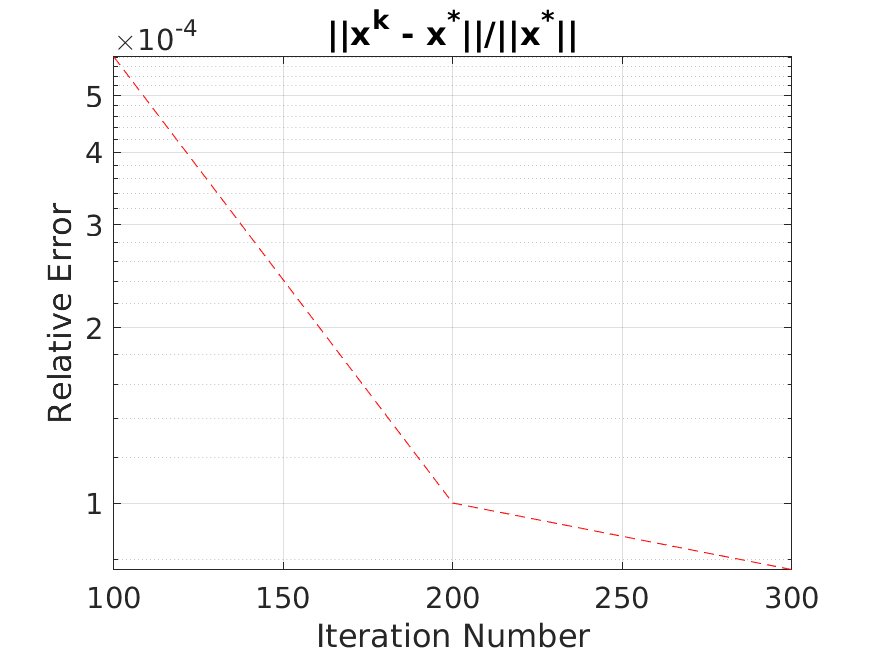 ||x^k - x^*||/||x^*||
×10^-4
5
4
3
2
1
Relative Error
100 150 200 250 300
Iteration Number